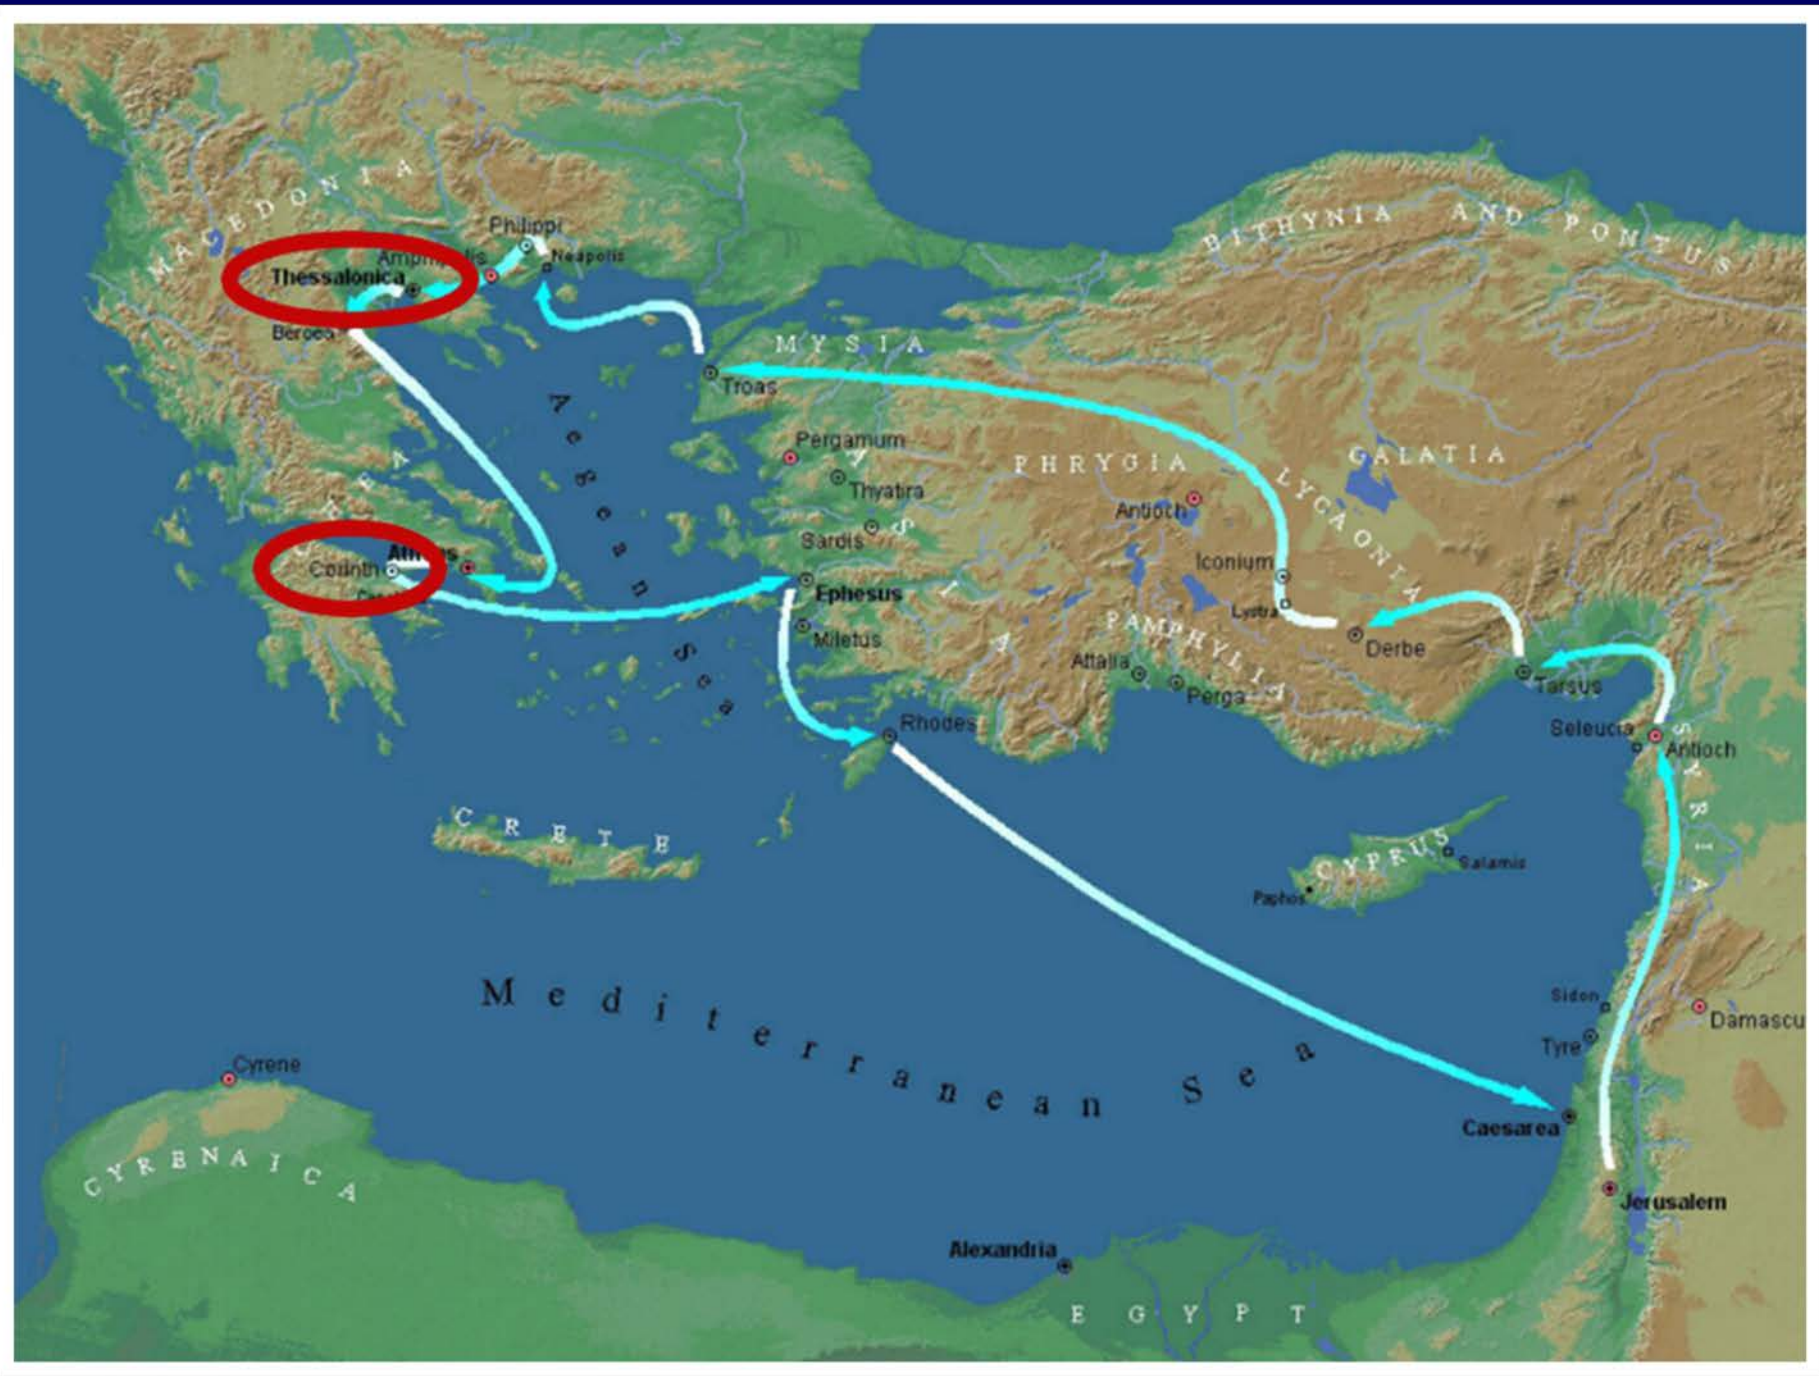 MACEDONIA
Philippi
Neapolis
Thessalonica
Beroea
BITHYNIA AND PONTUS
MYSIA
Troas
Aegean Sea
Pergamum
Thyatira
Sardis
ASIA
PHRYGIA
GALATIA
LYCAONIA
Antioch
Iconium
Lystra
Derbe
Corinth
Ephesus
Miletus
PAMPHYLIA
Attalia
Perga
Tarsus
Rhodes
Seleucia
Antioch
SYRIA
CRETE
CYPRUS
Salamis
Paphos
Mediterranean Sea
Sidon
Tyre
Damascu
Cyrene
CYRENAICA
Caesarea
Jerusalem
Alexandria
EGYPT